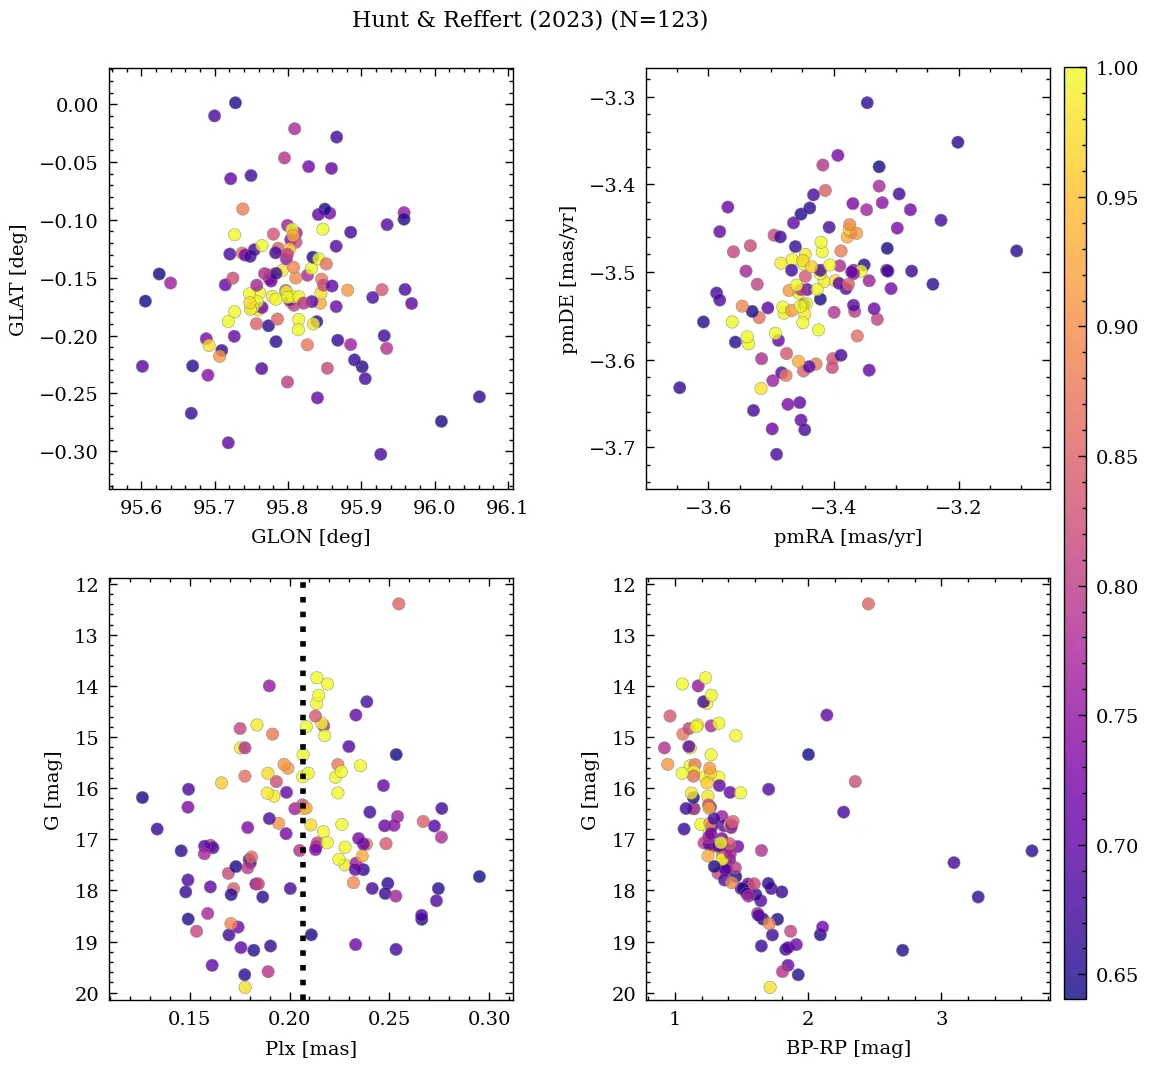 Hunt & Reffert (2023) (N=123)
0.00
−0.05
−0.10
−0.15
−0.20
−0.25
−0.30
GLAT [deg]
95.6 95.7 95.8 95.9 96.0 96.1
GLON [deg]
−3.3
−3.4
−3.5
−3.6
−3.7
pmDE [mas/yr]
−3.6 −3.4 −3.2
pmRA [mas/yr]
12
13
14
15
16
17
18
19
20
G [mag]
0.15 0.20 0.25 0.30
Plx [mas]
12
13
14
15
16
17
18
19
20
G [mag]
1 2 3
BP-RP [mag]
1.00
0.95
0.90
0.85
0.80
0.75
0.70
0.65